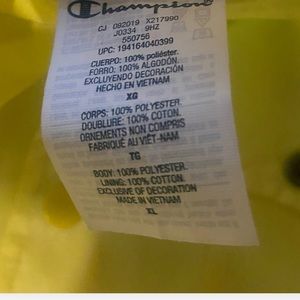 Champion
CJ 092019 X217990
J0334 9HZ
550756
UPC: 194164040399
CUERPO: 100% poliéster.
FORRO: 100% ALGODÓN.
EXCLUYENDO DECORACIÓN
HECHO EN VIETNAM
XG
CORPS: 100% POLYESTER.
DOUBLURE: 100% COTON.
ORNEMENTS NON COMPRIS
FABRIQUÉ AU VIÊT-NAM
TG
BODY: 100% POLYESTER.
LINING: 100% COTTON.
EXCLUSIVE OF DECORATION
MADE IN VIETNAM
XL